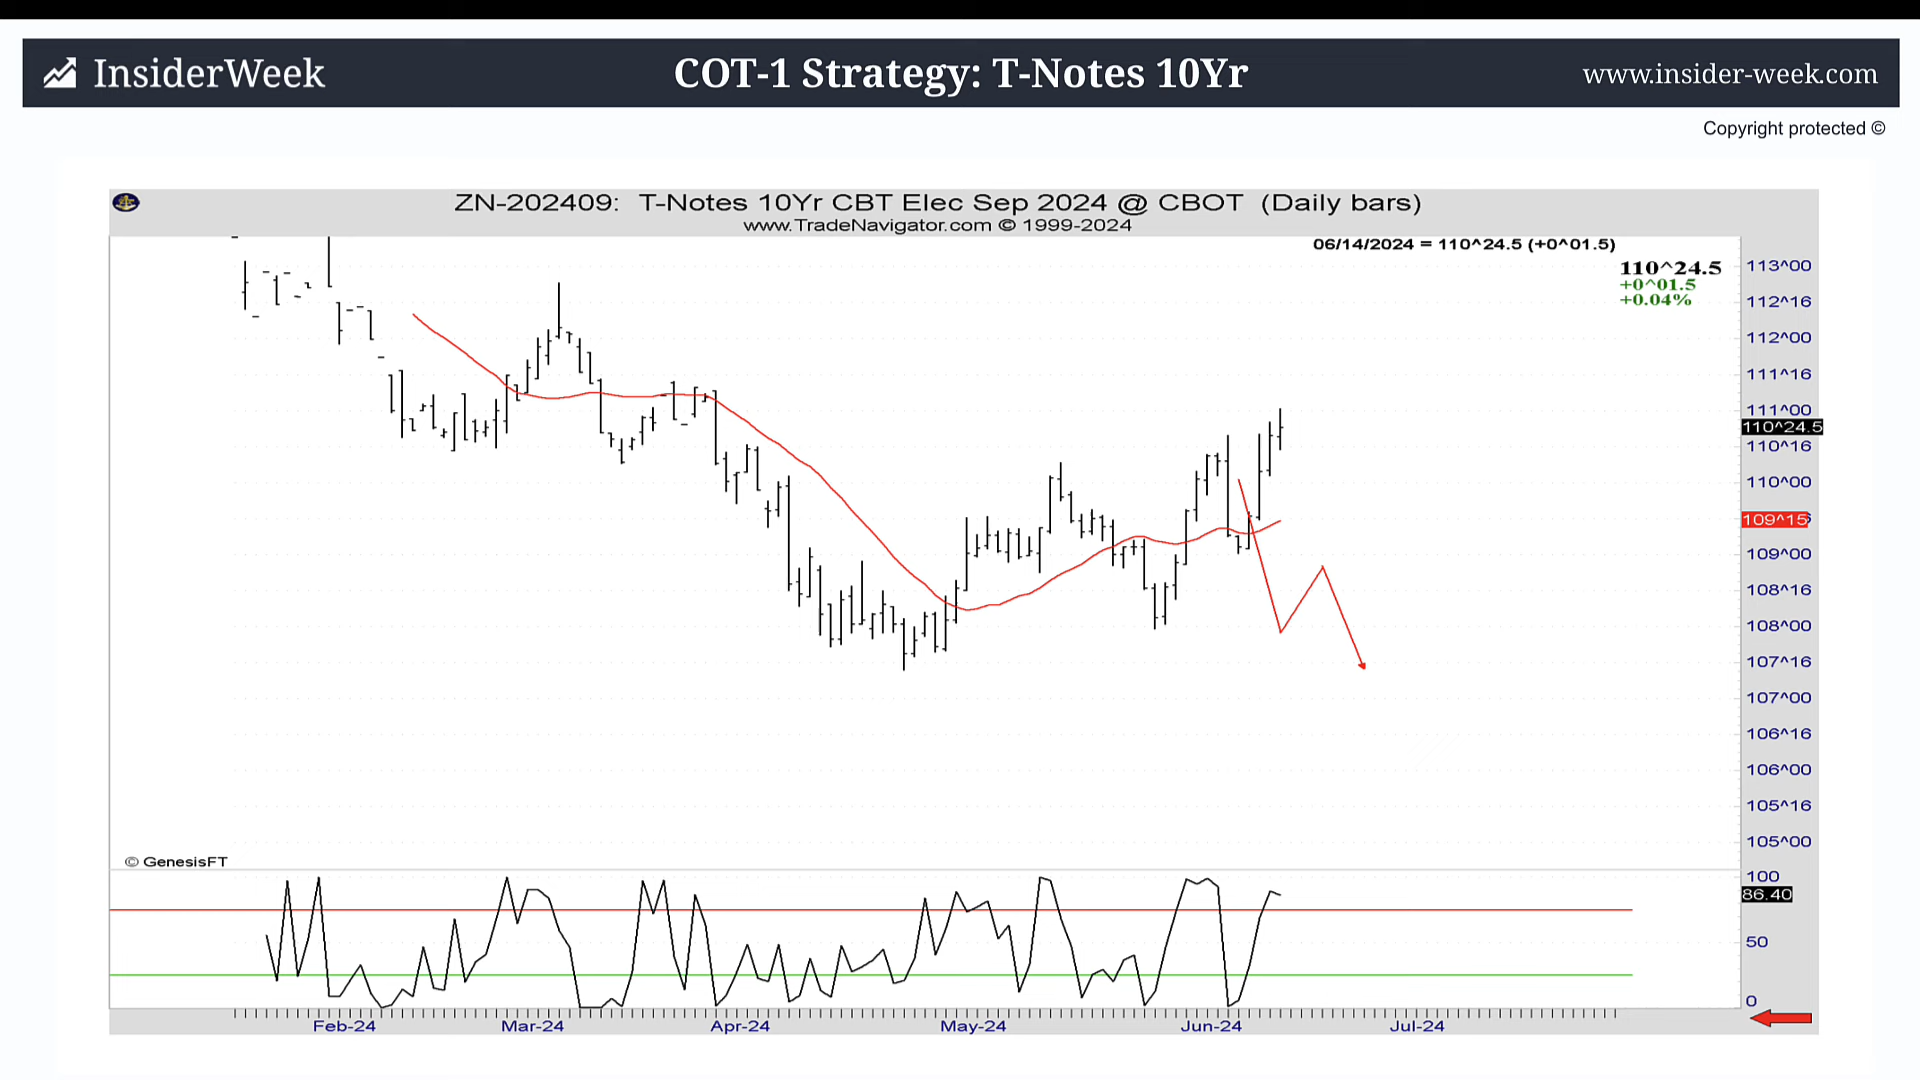 InsiderWeek
COT-1 Strategy: T-Notes 10Yr
www.insider-week.com
Copyright protected ©
ZN-202409: T-Notes 10Yr CBT Elec Sep 2024 @ CBOT (Daily bars)
www.TradeNavigator.com © 1999-2024
06/14/2024 = 110^24.5 (+0^01.5)
110^24.5
+0^01.5
+0.04%
113^00
112^16
112^00
111^16
111^00
110^24.5
110^16
110^00
109^15
109^00
108^16
108^00
107^16
107^00
106^16
106^00
105^16
105^00
© GenesisFT
100
86.40
50
0
Feb-24 Mar-24 Apr-24 May-24 Jun-24 Jul-24